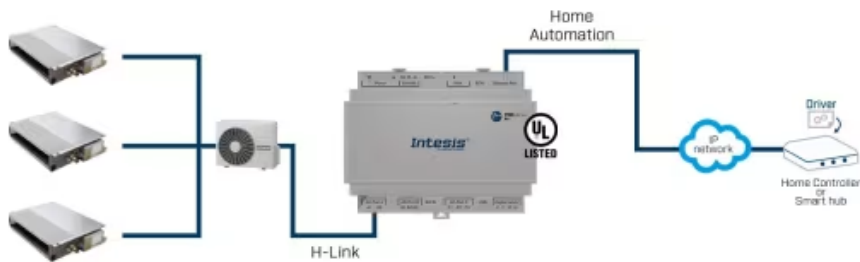 Home
Automation
Intesis
UL
LISTED
Driver
IP
network
Home Controller
or
Smart hub
H-Link